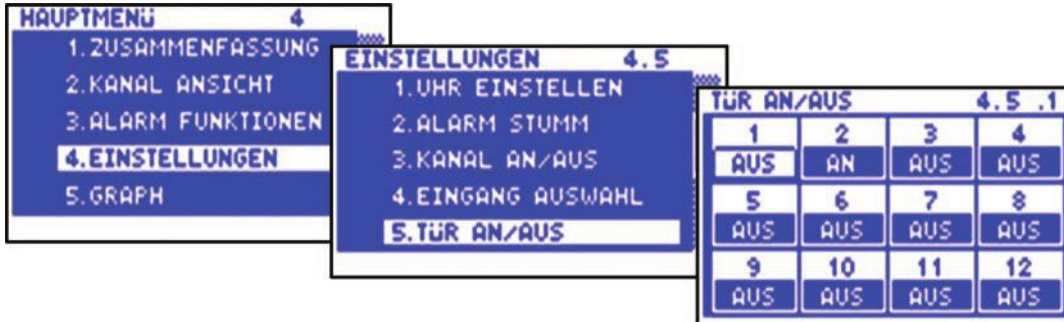 HAUPTMENÜ 4
1.ZUSAMMENFASSUNG
2.KANAL ANSICHT
3.ALARM FUNKTIONEN
4.EINSTELLUNGEN
5.GRAPH
EINSTELLUNGEN 4.5
1.UHR EINSTELLEN
2.ALARM STUMM
3.KANAL AN/AUS
4.EINGANG AUSWAHL
5.TÜR AN/AUS
TÜR AN/AUS 4.5 .1
1 2 3 4
AUS AN AUS AUS
5 6 7 8
AUS AUS AUS AUS
9 10 11 12
AUS AUS AUS AUS